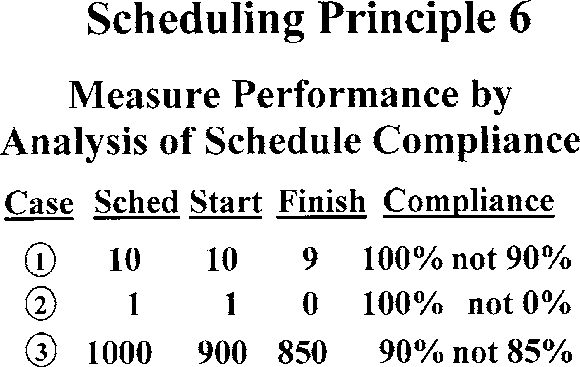 Scheduling Principle 6
Measure Performance by
Analysis of Schedule Compliance
Case Sched Start Finish Compliance
① 10 10 9 100% not 90%
② 1 1 0 100% not 0%
③ 1000 900 850 90% not 85%